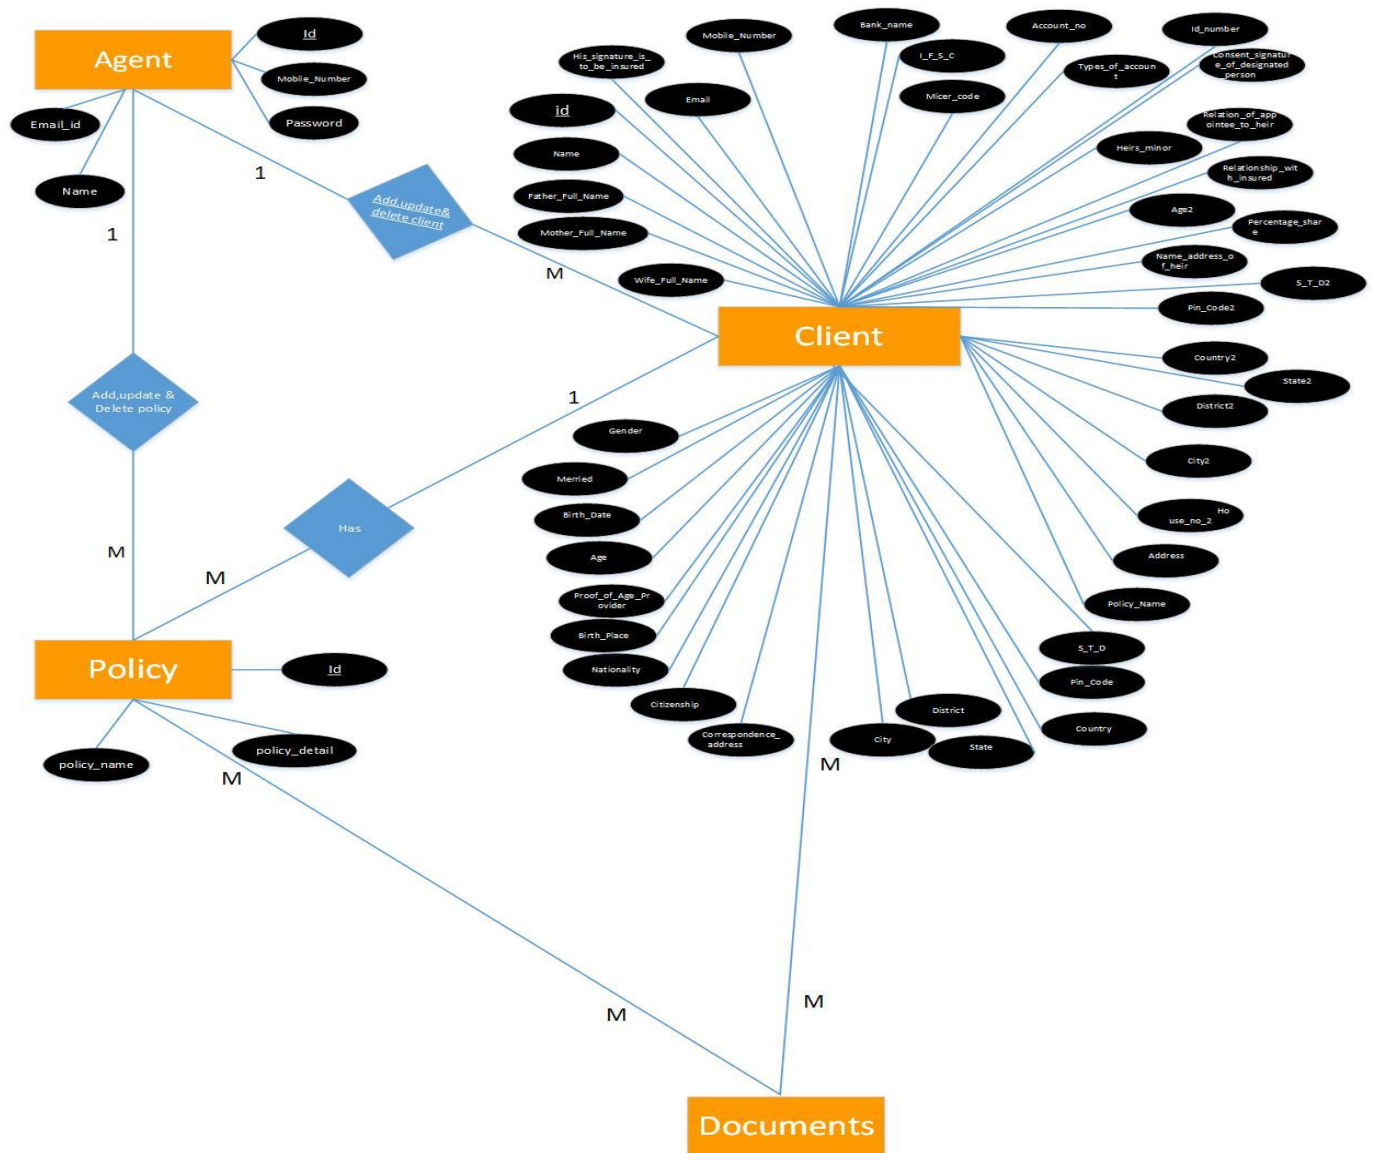 Agent
Id
Mobile_Number
Password
Email_id
Name
1
1
Add,update&
delete client
M
Add,update &
Delete policy
M
Has
1
M
Policy
Id
policy_name
policy_detail
M
M
Client
His_signature_is_
to_be_insured
Mobile_Number
Bank_name
Account_no
Id_number
I_F_S_C
Types_of_accoun
t
Consent_signatur
e_of_designated
person
Email
Micer_code
id
Relation_of_app
ointee_to_heir
Name
Heirs_minor
Relationship_wit
h_insured
Father_Full_Name
Age2
Mother_Full_Name
Percentage_shar
e
Name_address_o
f_heir
Wife_Full_Name
S_T_D2
Pin_Code2
Country2
State2
District2
Gender
City2
Merried
Birth_Date
Ho
use_no_2
Age
Address
Proof_of_Age_Pr
ovider
Policy_Name
Birth_Place
S_T_D
Nationality
Pin_Code
Citizenship
District
Country
Correspondence_
address
City
State
M
M
Documents